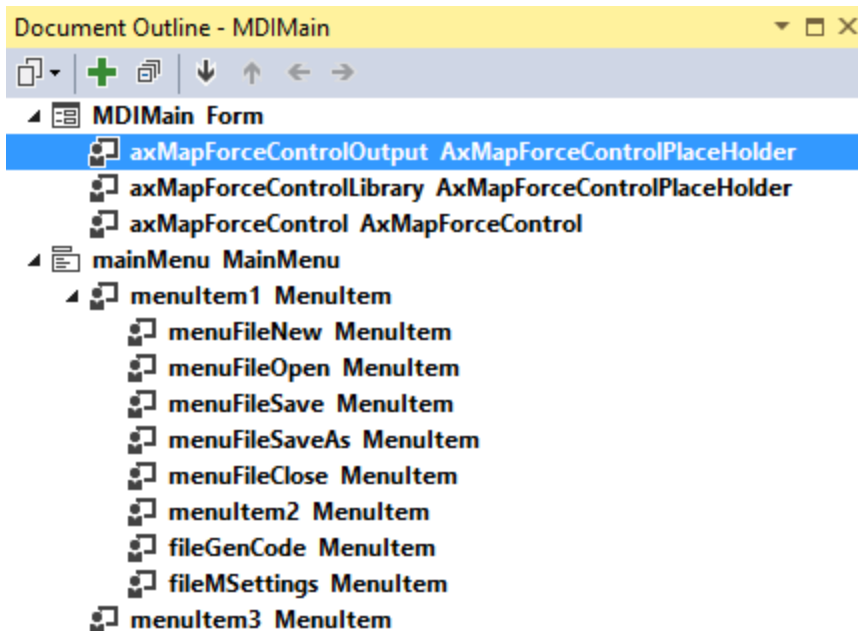 Document Outline - MDIMain
MDIMain Form
axMapForceControlOutput AxMapForceControlPlaceHolder
axMapForceControlLibrary AxMapForceControlPlaceHolder
axMapForceControl AxMapForceControl
mainMenu MainMenu
menuItem1 MenuItem
menuFileNew MenuItem
menuFileOpen MenuItem
menuFileSave MenuItem
menuFileSaveAs MenuItem
menuFileClose MenuItem
menuItem2 MenuItem
fileGenCode MenuItem
fileMSettings MenuItem
menuItem3 MenuItem